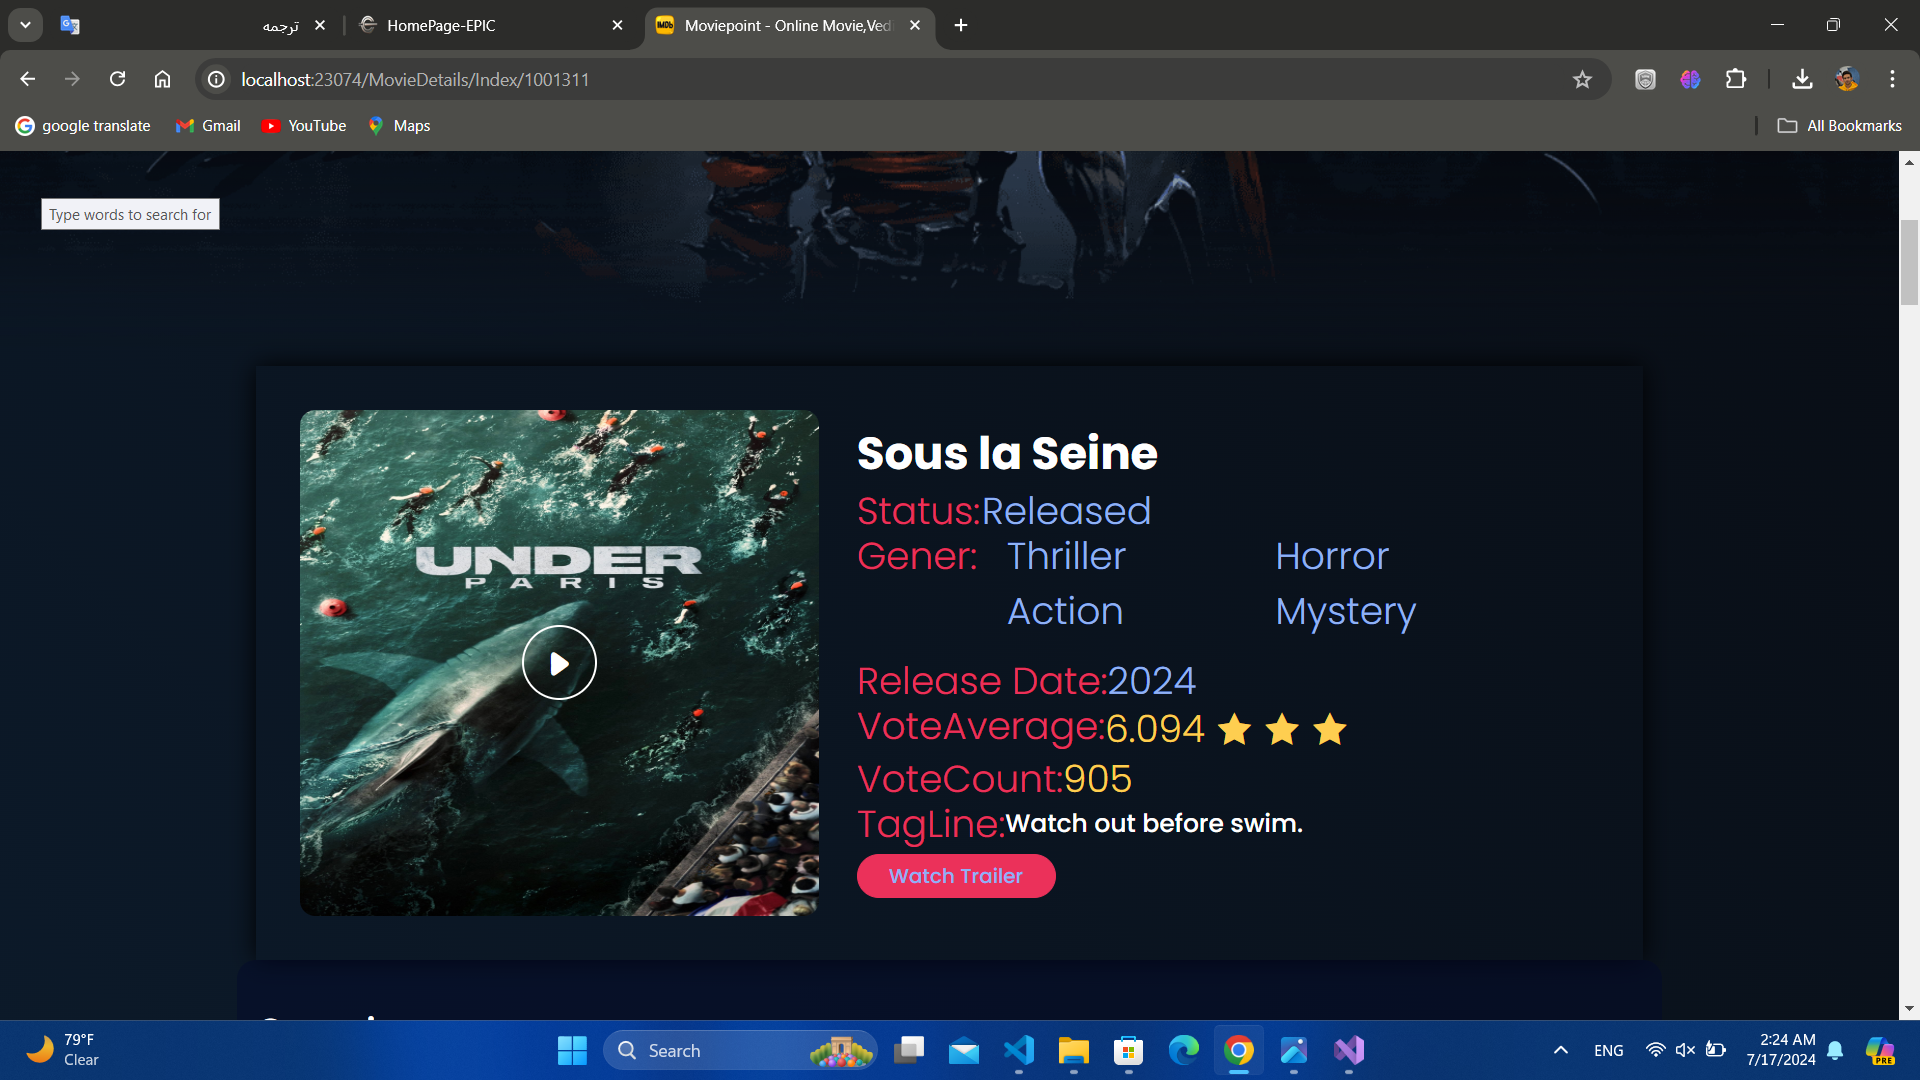 ترجمه
HomePage-EPIC
IMDb Moviepoint - Online Movie,Ved
localhost:23074/MovieDetails/Index/1001311
google translate
Gmail
YouTube
Maps
All Bookmarks
Type words to search for
UNDER
PARIS
Sous la Seine
Status:Released
Gener: Thriller Horror
Action Mystery
Release Date:2024
VoteAverage:6.094
VoteCount:905
TagLine:Watch out before swim.
Watch Trailer
79°F
Clear
Search
ENG
2:24 AM
7/17/2024
PRE